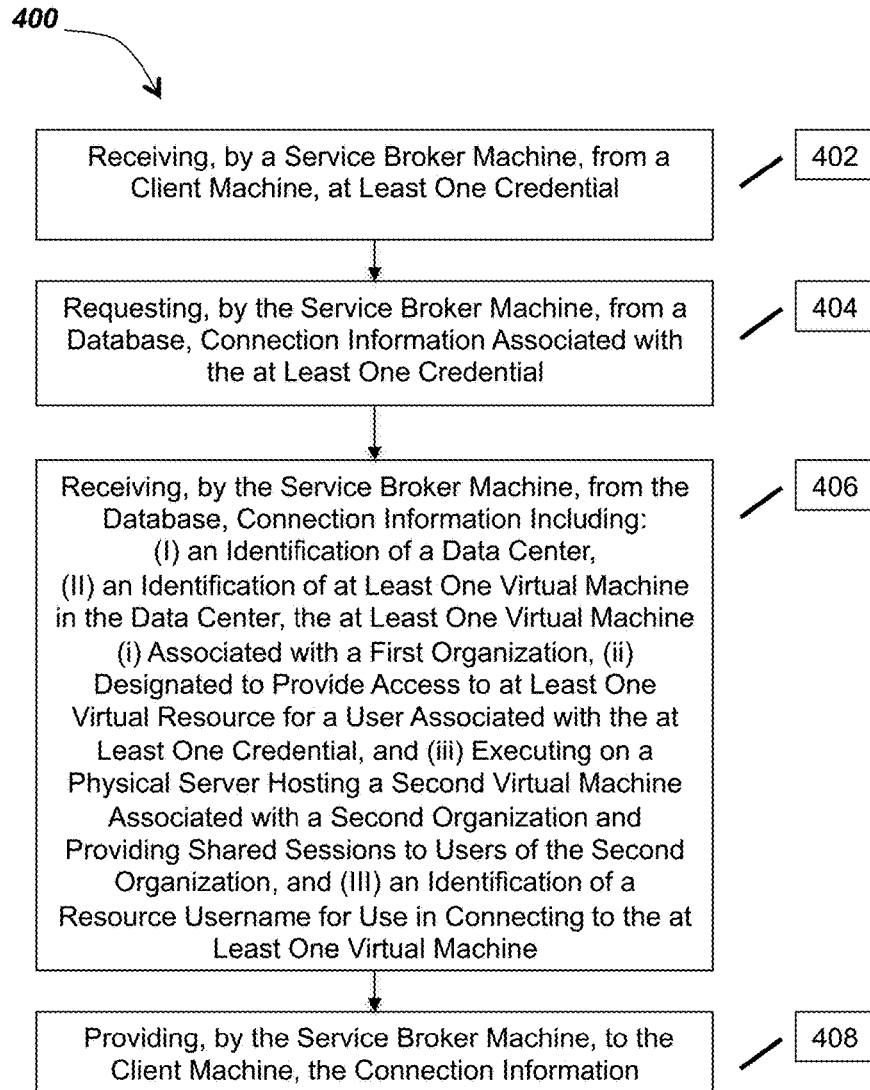 400
Receiving, by a Service Broker Machine, from a
Client Machine, at Least One Credential
402
Requesting, by the Service Broker Machine, from a
Database, Connection Information Associated with
the at Least One Credential
404
Receiving, by the Service Broker Machine, from the
Database, Connection Information Including:
(I) an Identification of a Data Center,
(II) an Identification of at Least One Virtual Machine
in the Data Center, the at Least One Virtual Machine
(i) Associated with a First Organization, (ii)
Designated to Provide Access to at Least One
Virtual Resource for a User Associated with the at
Least One Credential, and (iii) Executing on a
Physical Server Hosting a Second Virtual Machine
Associated with a Second Organization and
Providing Shared Sessions to Users of the Second
Organization, and (III) an Identification of a
Resource Username for Use in Connecting to the at
Least One Virtual Machine
406
Providing, by the Service Broker Machine, to the
Client Machine, the Connection Information
408